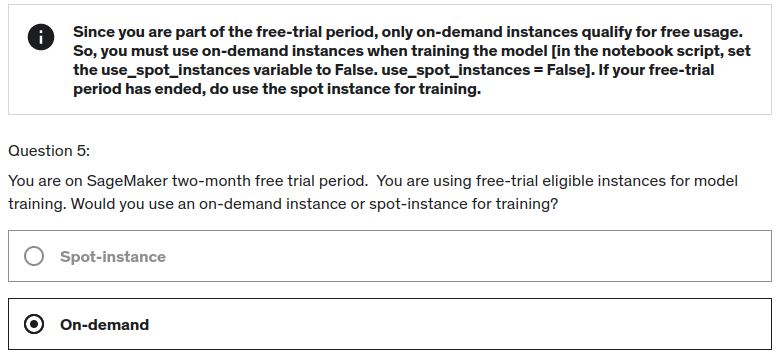 Since you are part of the free-trial period, only on-demand instances qualify for free usage.
So, you must use on-demand instances when training the model [in the notebook script, set
the use_spot_instances variable to False. use_spot_instances = False]. If your free-trial
period has ended, do use the spot instance for training.
Question 5:
You are on SageMaker two-month free trial period.  You are using free-trial eligible instances for model
training. Would you use an on-demand instance or spot-instance for training?
Spot-instance
On-demand